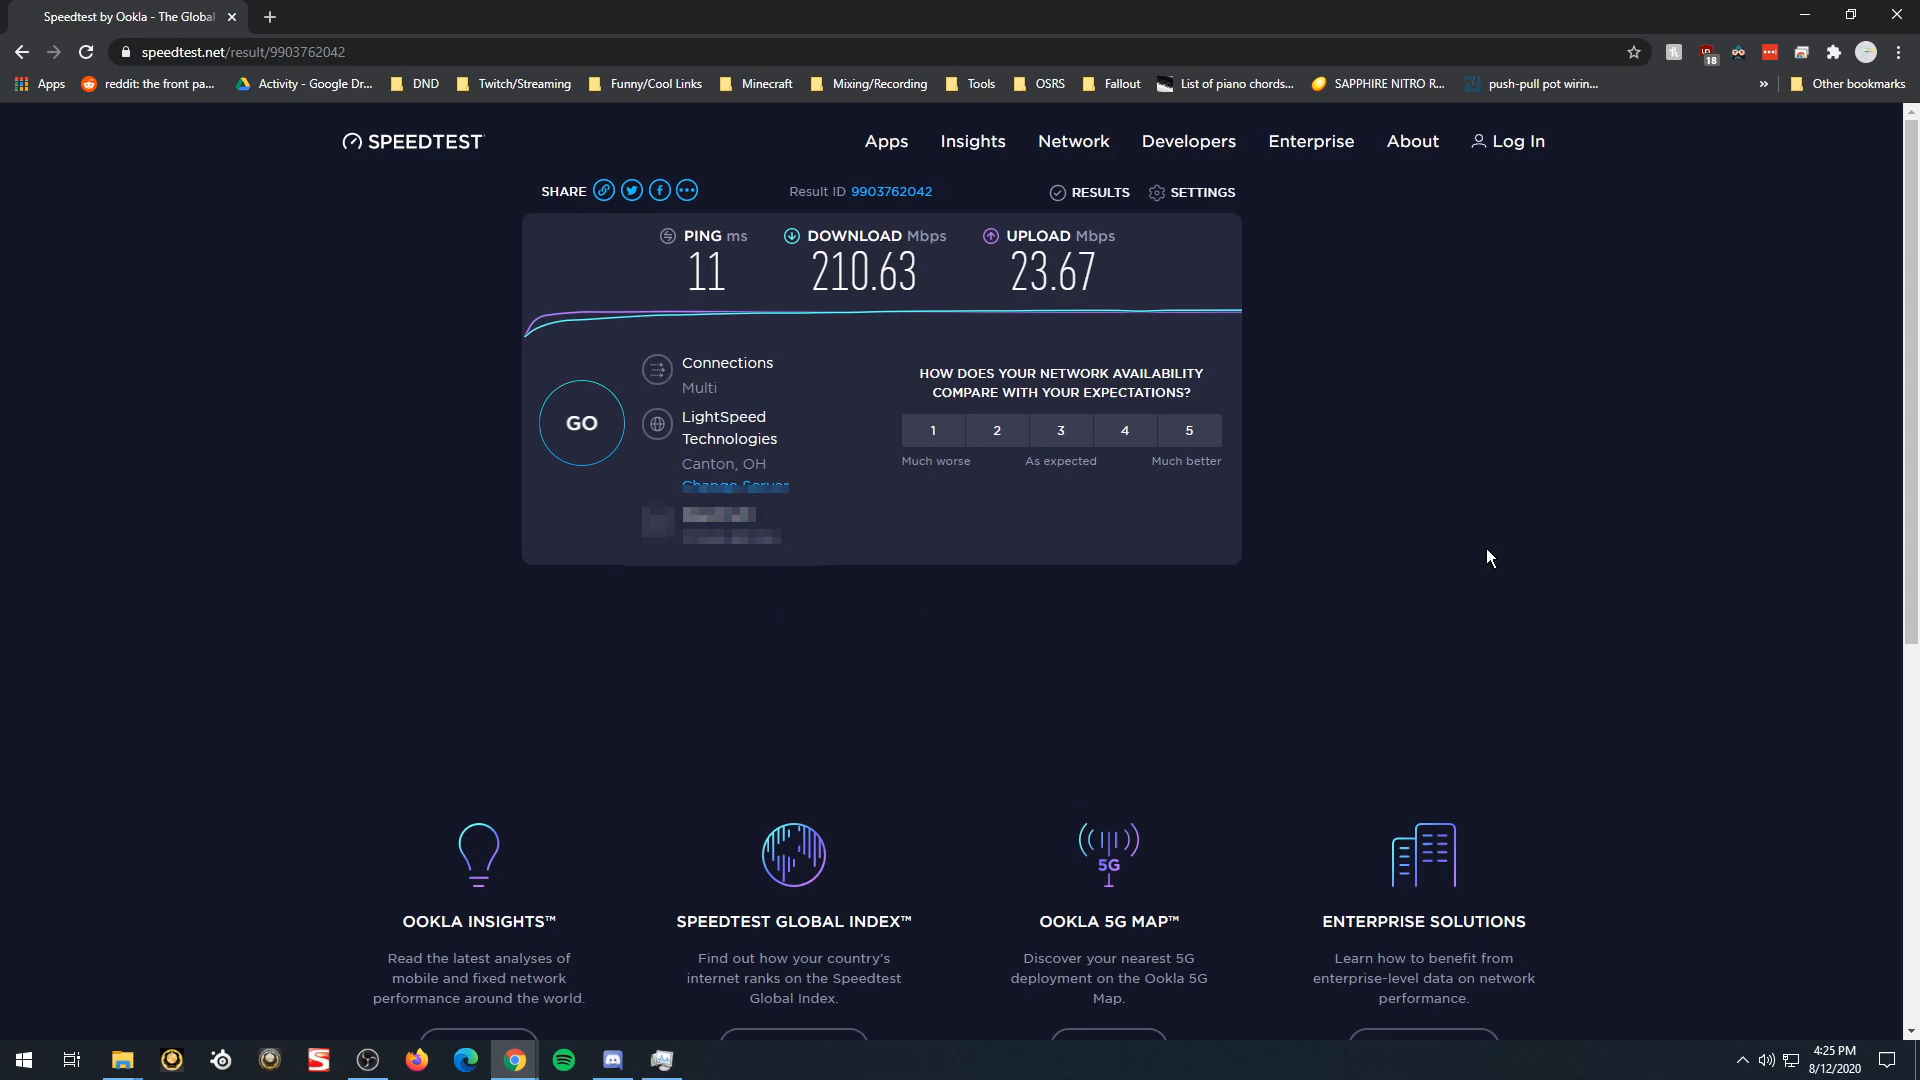 Speedtest by Ookla - The Global
speedtest.net/result/9903762042
18
Apps
reddit: the front pa...
Activity - Google Dr...
DND
Twitch/Streaming
Funny/Cool Links
Minecraft
Mixing/Recording
Tools
OSRS
Fallout
List of piano chords...
SAPPHIRE NITRO R...
push-pull pot wirin...
»
Other bookmarks
SPEEDTEST
Apps
Insights
Network
Developers
Enterprise
About
Log In
SHARE
Result ID 9903762042
RESULTS
SETTINGS
PING ms
DOWNLOAD Mbps
UPLOAD Mbps
11
210.63
23.67
GO
Connections
Multi
LightSpeed
Technologies
Canton, OH
Change Server
HOW DOES YOUR NETWORK AVAILABILITY
COMPARE WITH YOUR EXPECTATIONS?
1
2
3
4
5
Much worse
As expected
Much better
5G
OOKLA INSIGHTS™
Read the latest analyses of
mobile and fixed network
performance around the world.
SPEEDTEST GLOBAL INDEX™
Find out how your country's
internet ranks on the Speedtest
Global Index.
OOKLA 5G MAP™
Discover your nearest 5G
deployment on the Ookla 5G
Map.
ENTERPRISE SOLUTIONS
Learn how to benefit from
enterprise-level data on network
performance.
4:25 PM
8/12/2020